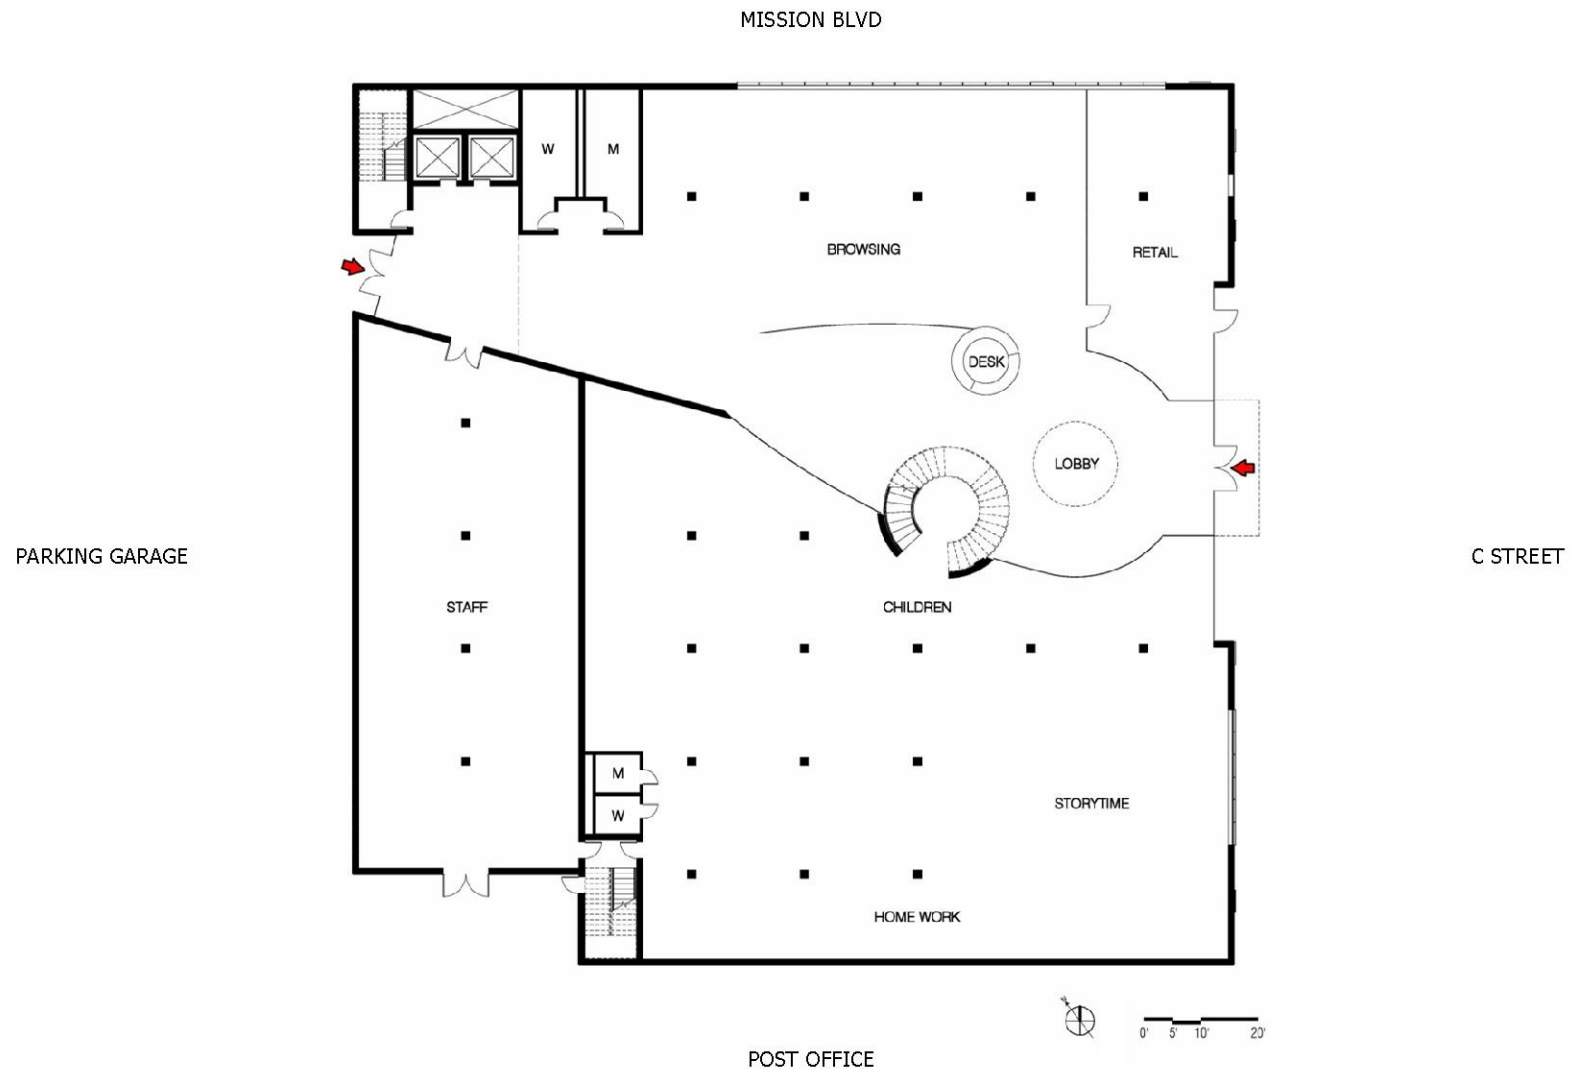 MISSION BLVD
W
M
BROWSING
RETAIL
DESK
LOBBY
PARKING GARAGE
C STREET
STAFF
CHILDREN
M
STORYTIME
W
HOME WORK
0' 5' 10' 20'
POST OFFICE